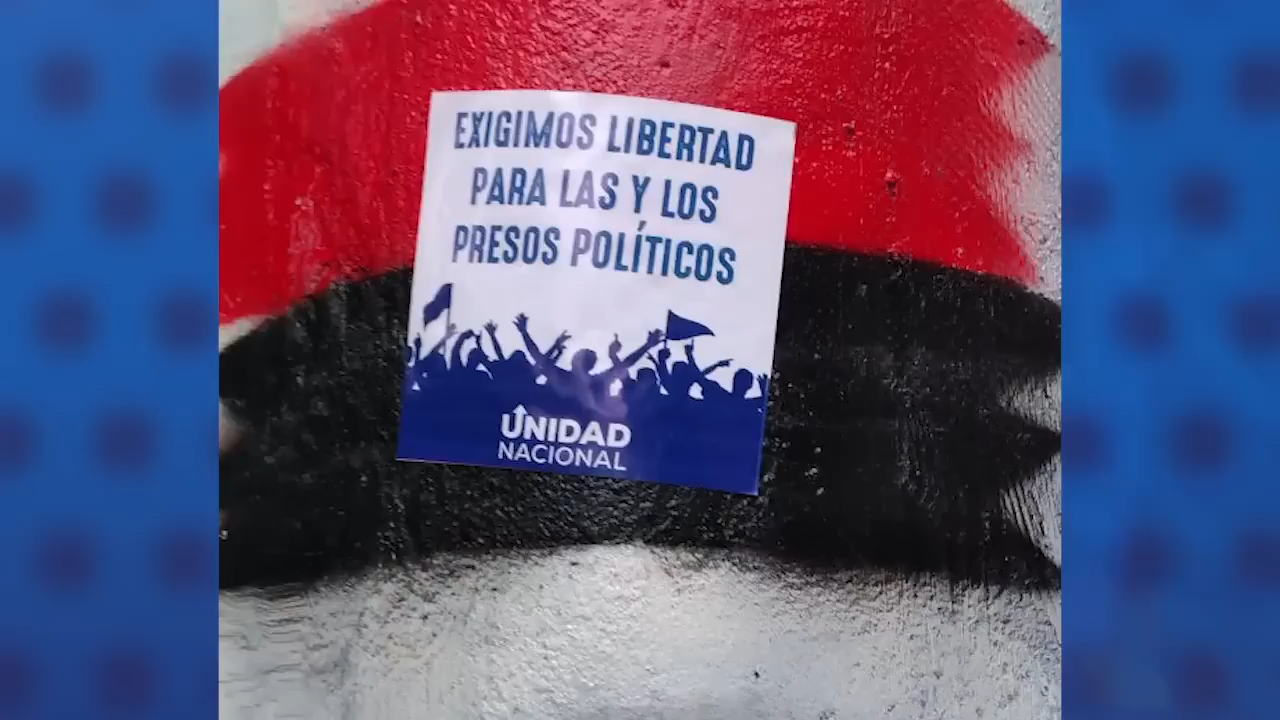 EXIGIMOS LIBERTAD
PARA LAS Y LOS
PRESOS POLÍTICOS
UNIDAD
NACIONAL